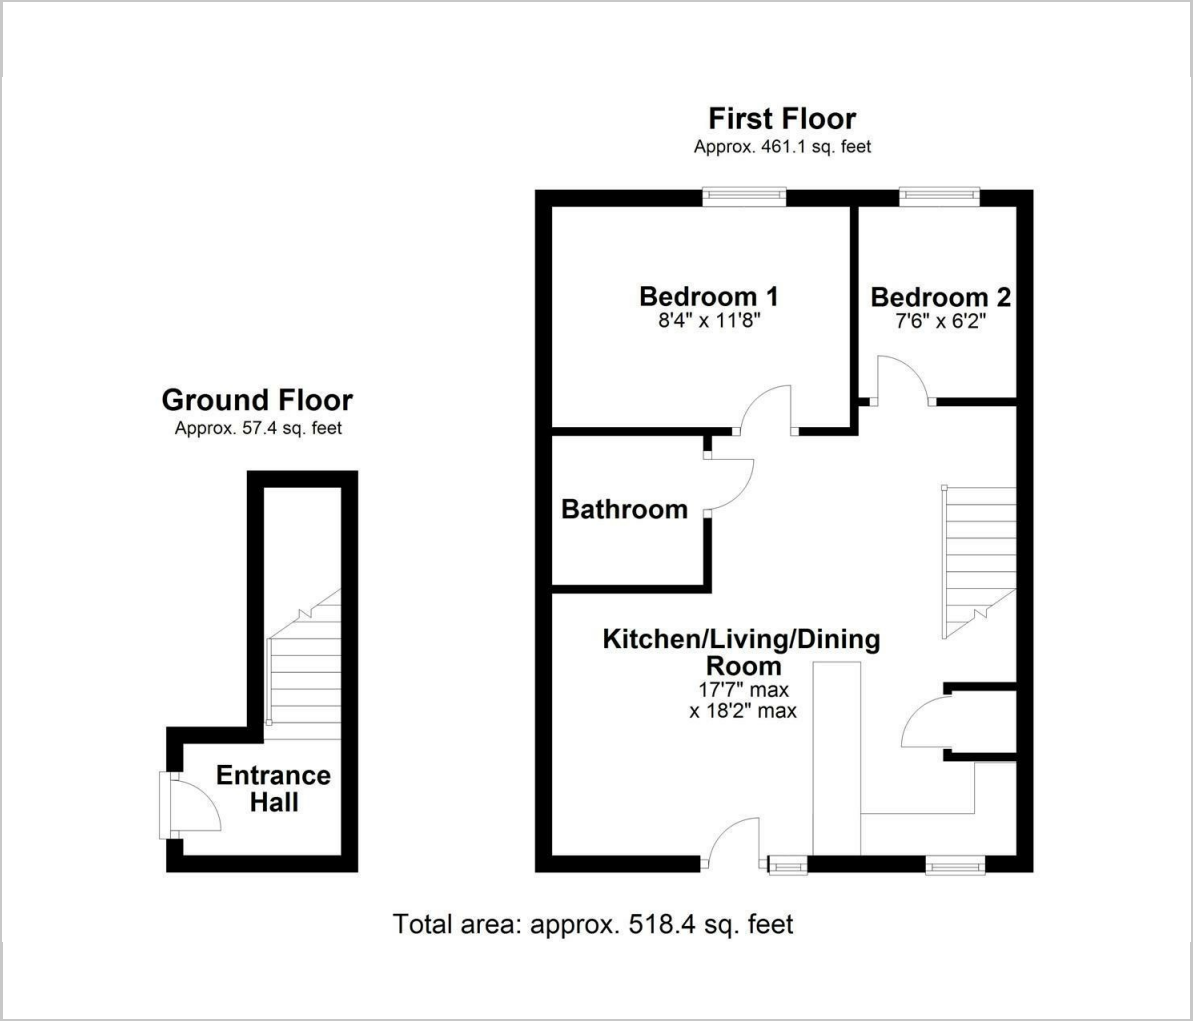 First Floor
Approx. 461.1 sq. feet
Bedroom 1
8'4" x 11'8"
Bedroom 2
7'6" x 6'2"
Ground Floor
Approx. 57.4 sq. feet
Bathroom
Kitchen/Living/Dining
Room
17'7" max
x 18'2" max
Entrance
Hall
Total area: approx. 518.4 sq. feet